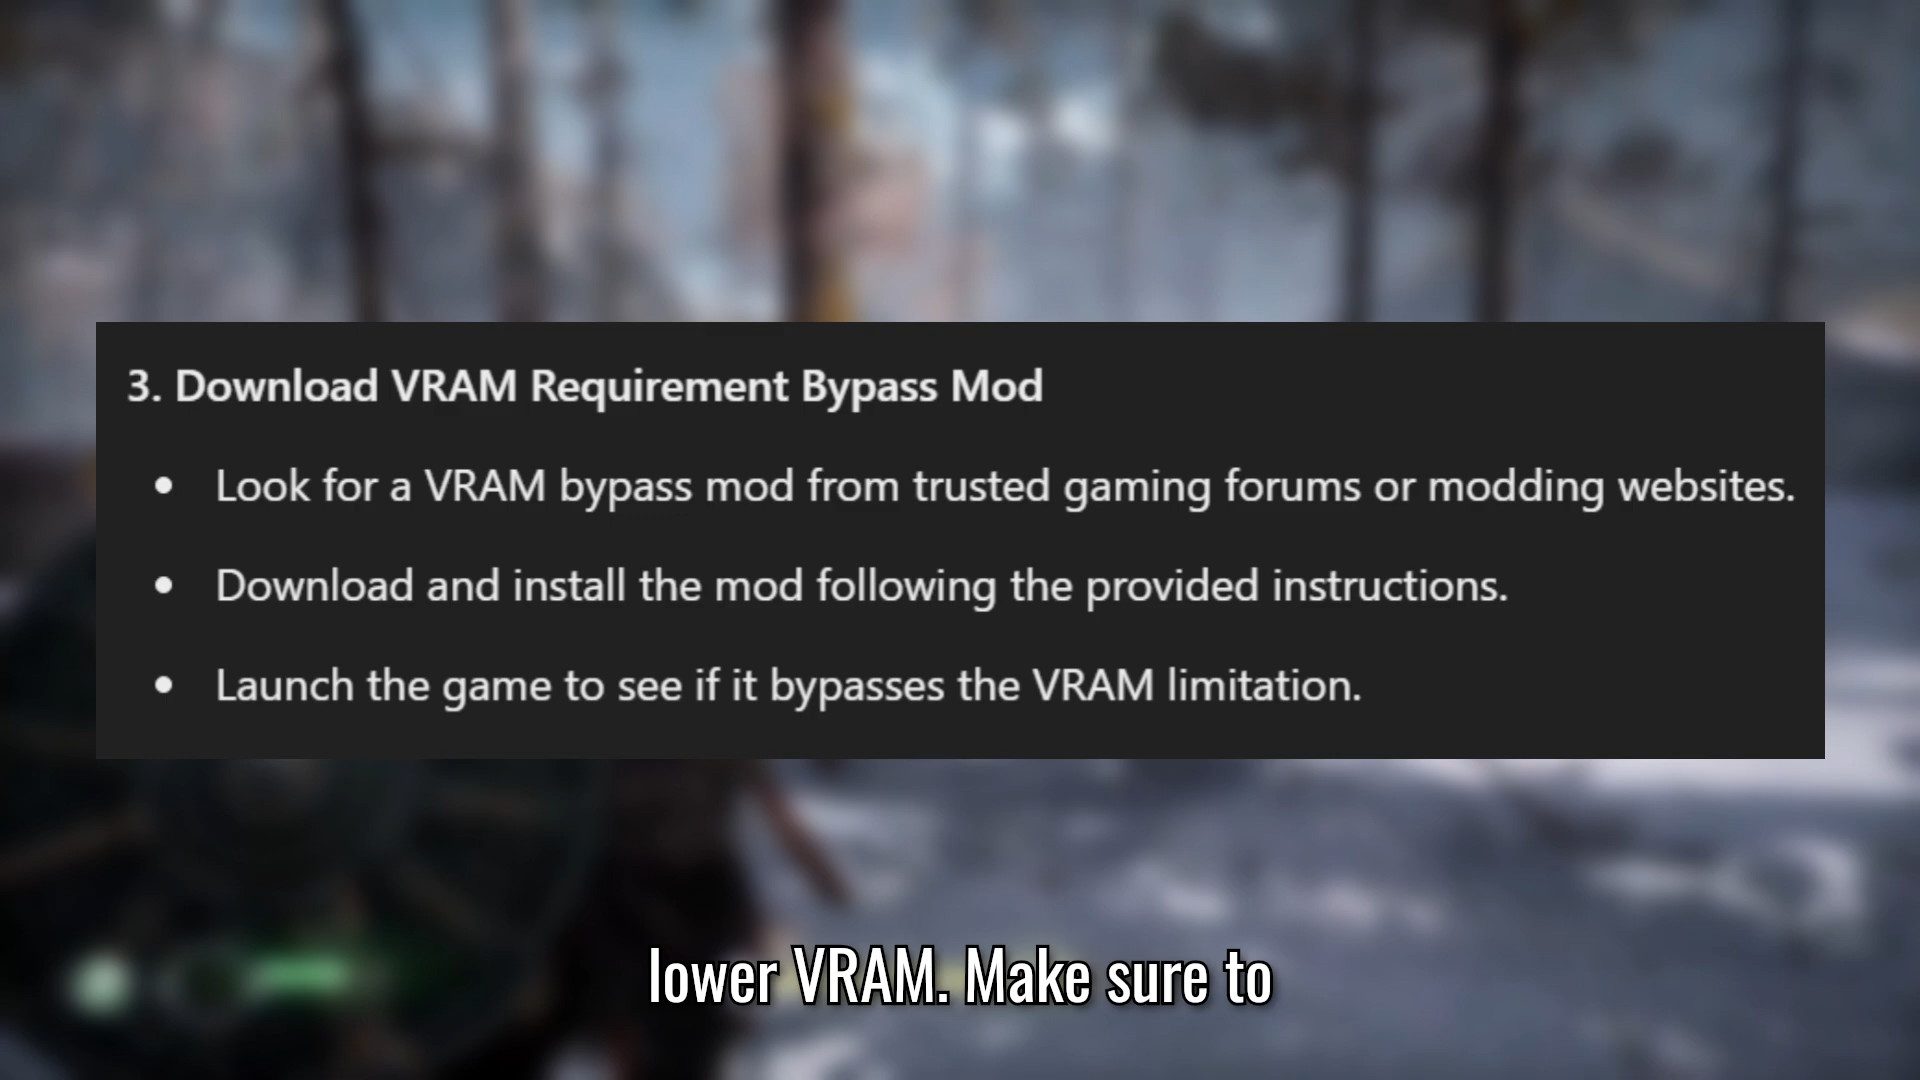 3. Download VRAM Requirement Bypass Mod
• Look for a VRAM bypass mod from trusted gaming forums or modding websites.
• Download and install the mod following the provided instructions.
• Launch the game to see if it bypasses the VRAM limitation.
lower VRAM. Make sure to